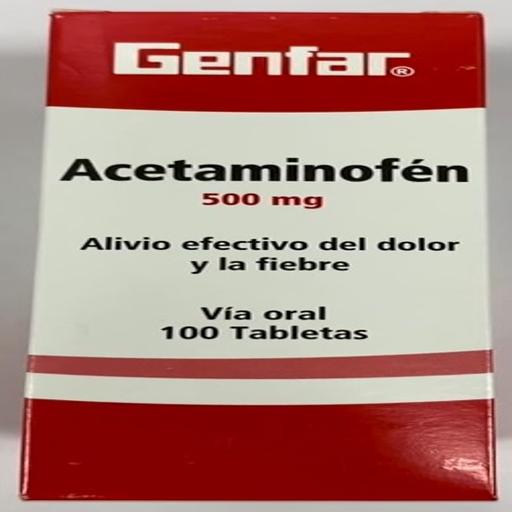 Genfar®
Acetaminofén
500 mg
Alivio efectivo del dolor
y la fiebre
Vía oral
100 Tabletas